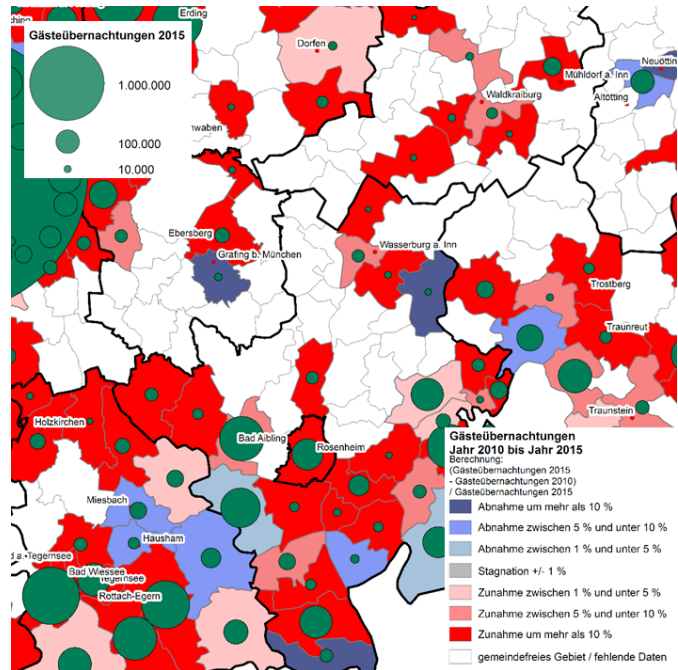 ching
Erding
Gästeübernachtungen 2015
1.000.000
100.000
10.000
Dorfen
Neuötting
Mühldorf a. Inn
Altötting
Waldkraiburg
hwaben
Ebersberg
Grafing b. München
Wasserburg a. Inn
Trostberg
Traunreut
Traunstein
Holzkirchen
Bad Aibling
Rosenheim
Miesbach
Hausham
d a.-Tegernsee
Bad Wiessee
Tegernsee
Rottach-Egern
Gästeübernachtungen
Jahr 2010 bis Jahr 2015
Berechnung:
(Gästeübernachtungen 2015
- Gästeübernachtungen 2010)
/ Gästeübernachtungen 2015
Abnahme um mehr als 10 %
Abnahme zwischen 5 % und unter 10 %
Abnahme zwischen 1 % und unter 5 %
Stagnation +/- 1 %
Zunahme zwischen 1 % und unter 5 %
Zunahme zwischen 5 % und unter 10 %
Zunahme um mehr als 10 %
gemeindefreies Gebiet / fehlende Daten